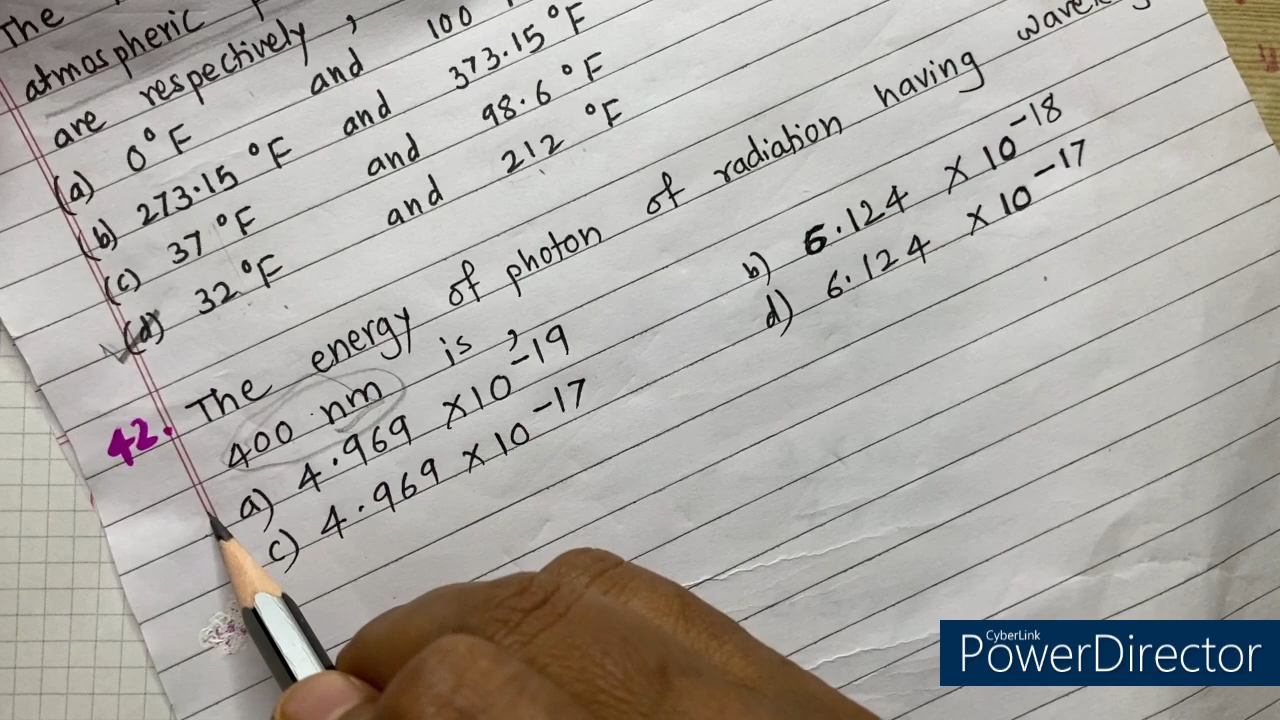 The
atmospheric
are respectively,
(a) 0°F and 100
(b) 273.15 °F and 373.15 °F
(c) 37 °F and 98.6 °F
(d) 32 °F and 212 °F
42. The energy of photon of radiation having
400 nm is,
a) 4.969 × 10⁻¹⁹ b) 6.124 × 10⁻¹⁸
c) 4.969 × 10⁻¹⁷ d) 6.124 × 10⁻¹⁷
CyberLink
PowerDirector